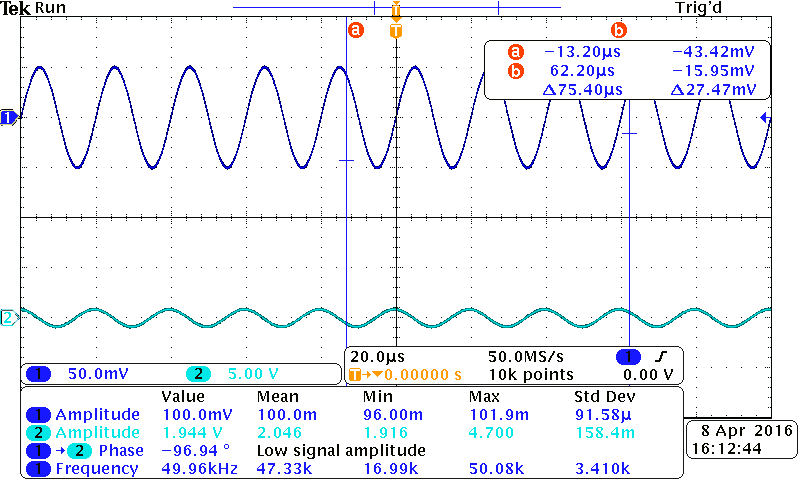 Tek Run Trig'd
T
a b
T
a −13.20µs −43.42mV
b 62.20µs −15.95mV
Δ75.40µs Δ27.47mV
1
2
1 50.0mV 2 5.00 V
20.0µs 50.0MS/s 1
T→▼0.00000 s 10k points 0.00 V
Value Mean Min Max Std Dev
1 Amplitude 100.0mV 100.0m 96.00m 101.9m 91.58µ
2 Amplitude 1.944 V 2.046 1.916 4.700 158.4m
1 → 2 Phase −96.94 ° Low signal amplitude
1 Frequency 49.96kHz 47.33k 16.99k 50.08k 3.410k
8 Apr 2016
16:12:44